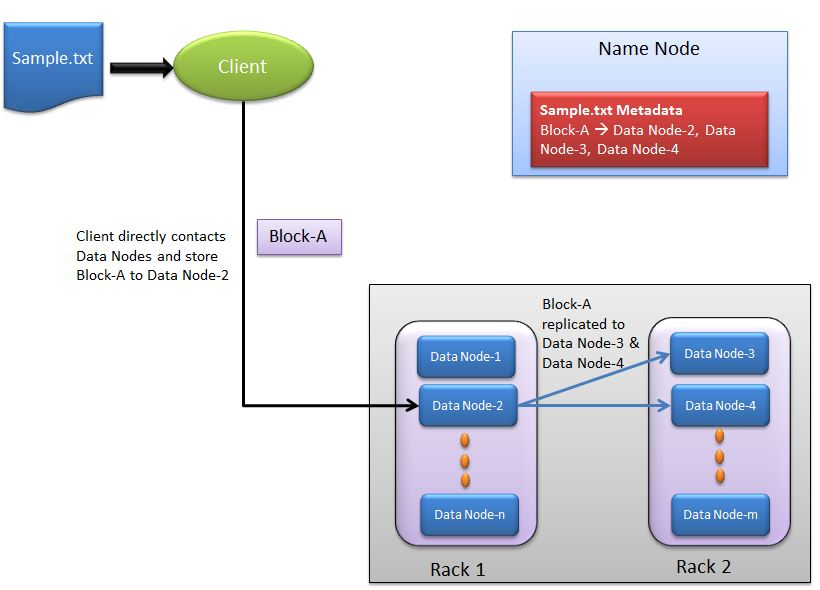 Sample.txt
Client
Name Node
Sample.txt Metadata
Block-A → Data Node-2, Data
Node-3, Data Node-4
Client directly contacts
Data Nodes and store
Block-A to Data Node-2
Block-A
Block-A
replicated to
Data Node-3 &
Data Node-4
Data Node-1
Data Node-2
Data Node-n
Rack 1
Data Node-3
Data Node-4
Data Node-m
Rack 2